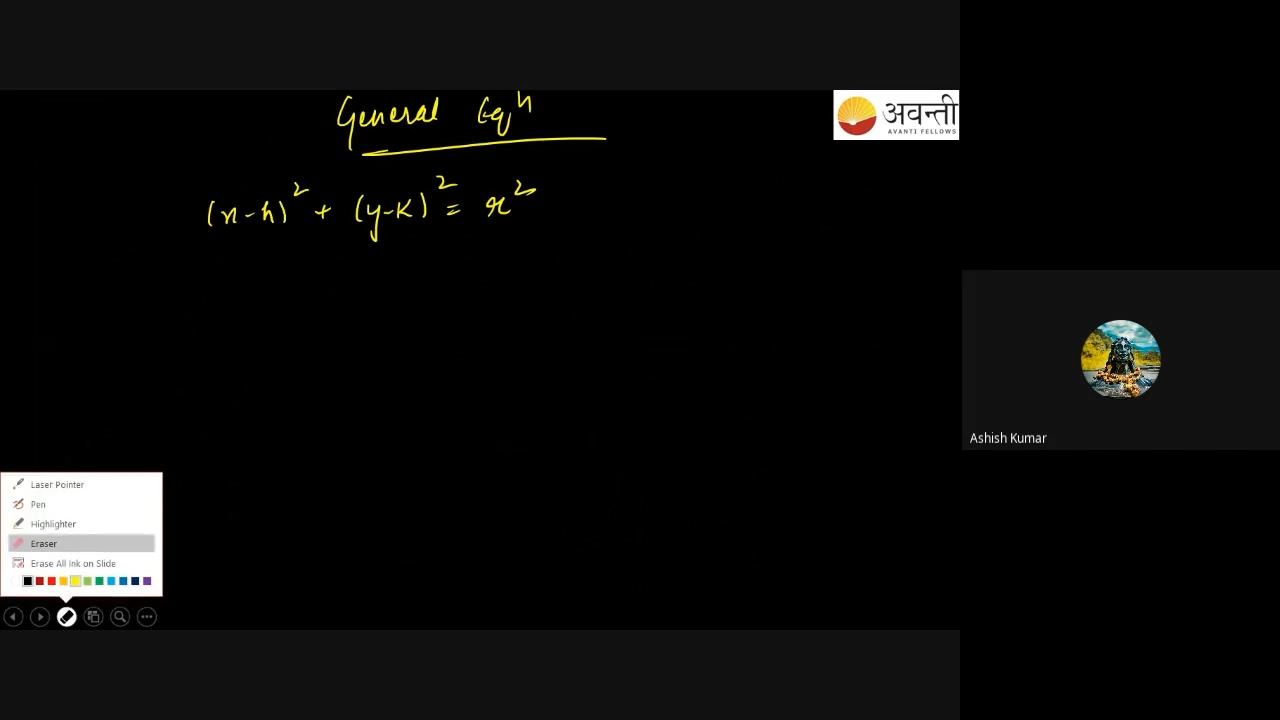 General Eqⁿ
अवन्ती
AVANTI FELLOWS
(x-h)² + (y-k)² = r²
Ashish Kumar
Laser Pointer
Pen
Highlighter
Eraser
Erase All Ink on Slide